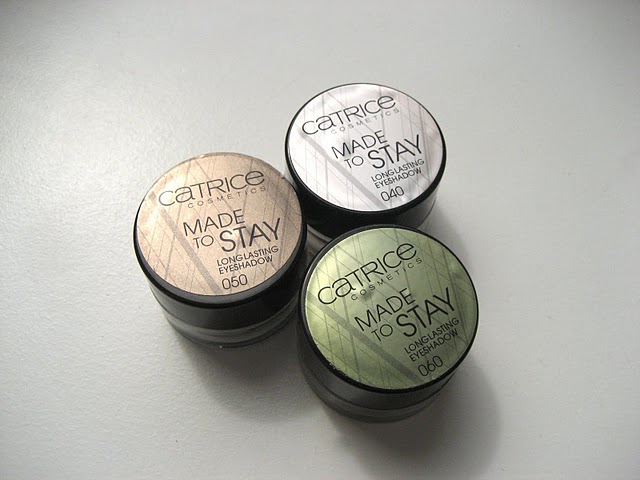 CATRICE
COSMETICS
MADE
TO STAY
LONGLASTING
EYESHADOW
040
CATRICE
COSMETICS
MADE
TO STAY
LONGLASTING
EYESHADOW
050
CATRICE
COSMETICS
MADE
TO STAY
LONGLASTING
EYESHADOW
060